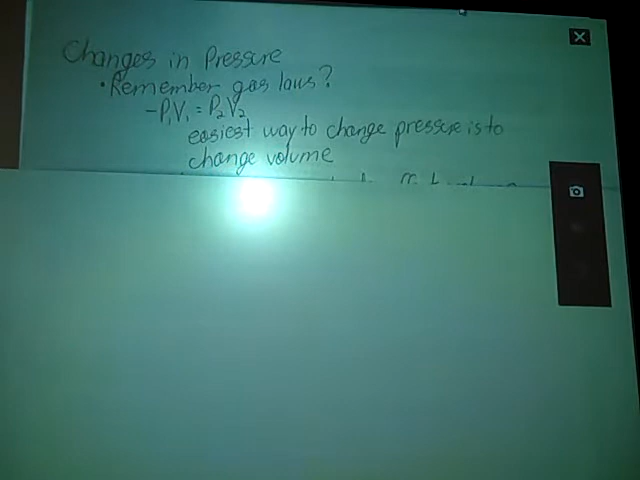 Changes in Pressure
• Remember gas laws?
- P₁V₁ = P₂V₂
easiest way to change pressure is to
change volume